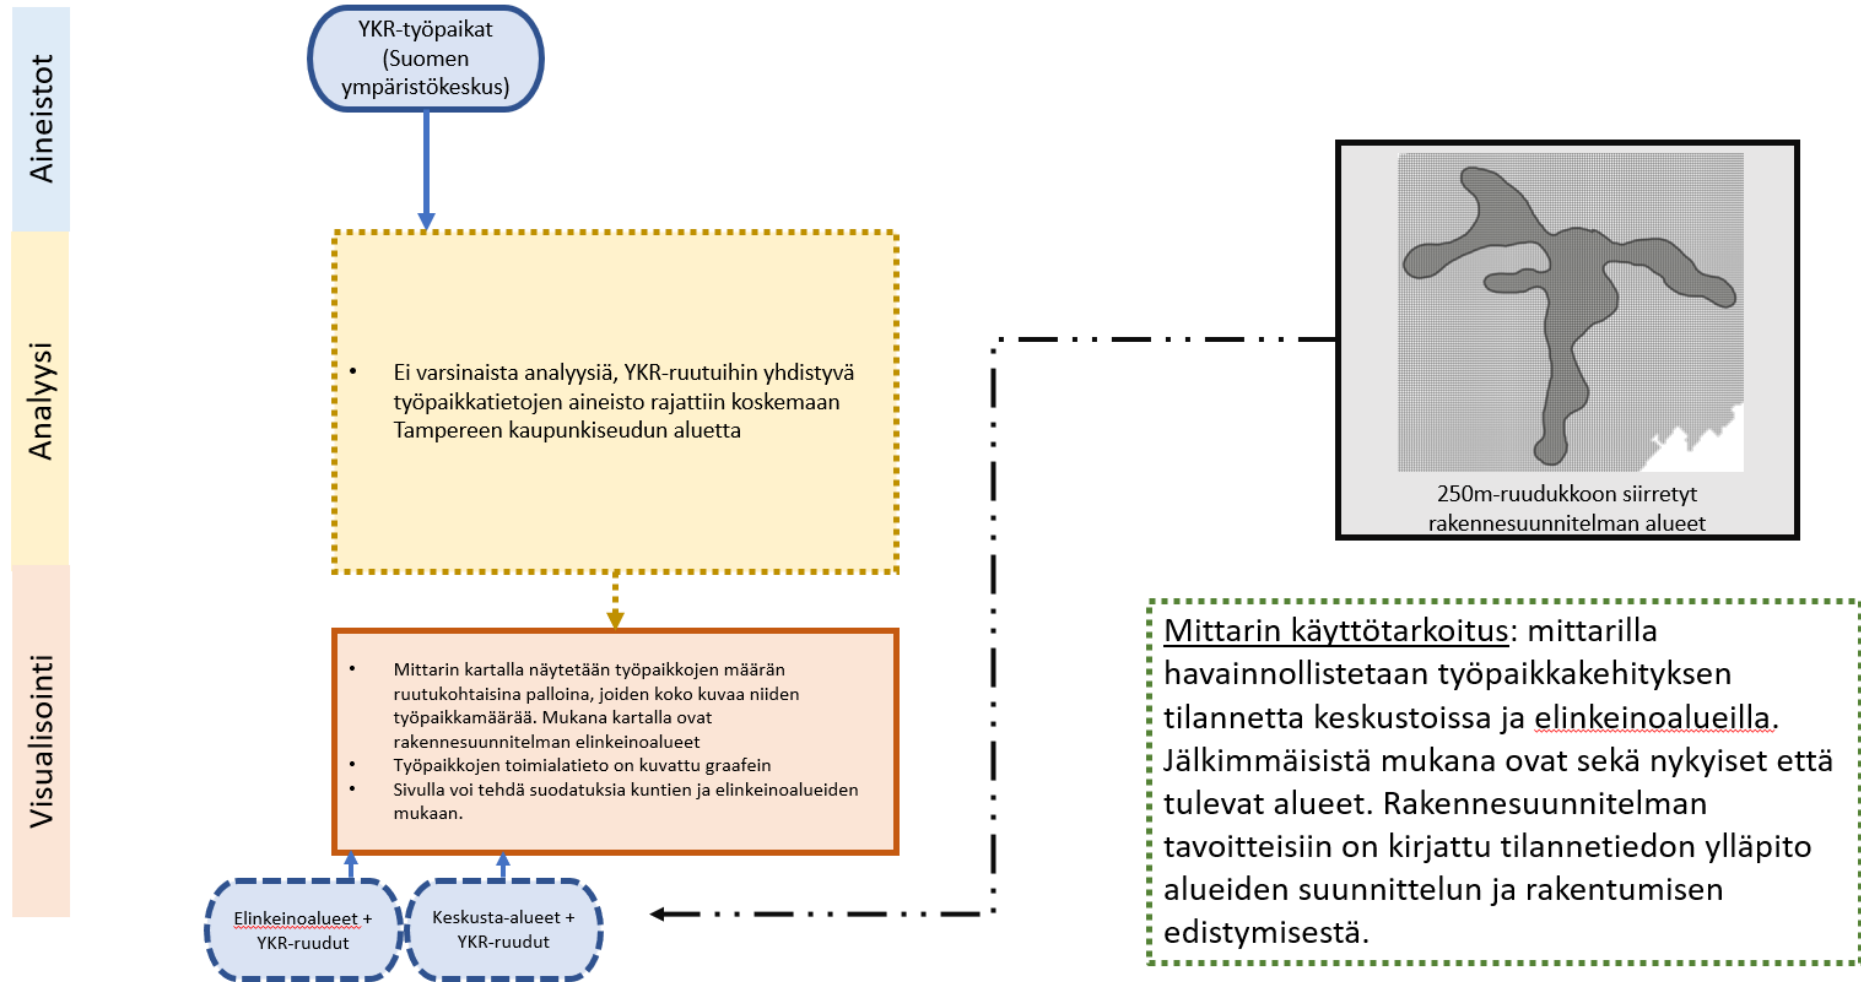 Aineistot
YKR-työpaikat
(Suomen
ympäristökeskus)
Analyysi
• Ei varsinaista analyysiä, YKR-ruutuihin yhdistyvä
työpaikkatietojen aineisto rajattiin koskemaan
Tampereen kaupunkiseudun aluetta
250m-ruudukkoon siirretyt
rakennesuunnitelman alueet
Visualisointi
• Mittarin kartalla näytetään työpaikkojen määrän
ruutukohtaisina palloina, joiden koko kuvaa niiden
työpaikkamäärää. Mukana kartalla ovat
rakennesuunnitelman elinkeinoalueet
• Työpaikkojen toimialatieto on kuvattu graafein
• Sivulla voi tehdä suodatuksia kuntien ja elinkeinoalueiden
mukaan.
Elinkeinoalueet +
YKR-ruudut
Keskusta-alueet +
YKR-ruudut
Mittarin käyttötarkoitus: mittarilla
havainnollistetaan työpaikkakehityksen
tilannetta keskustoissa ja elinkeinoalueilla.
Jälkimmäisistä mukana ovat sekä nykyiset että
tulevat alueet. Rakennesuunnitelman
tavoitteisiin on kirjattu tilannetiedon ylläpito
alueiden suunnittelun ja rakentumisen
edistymisestä.